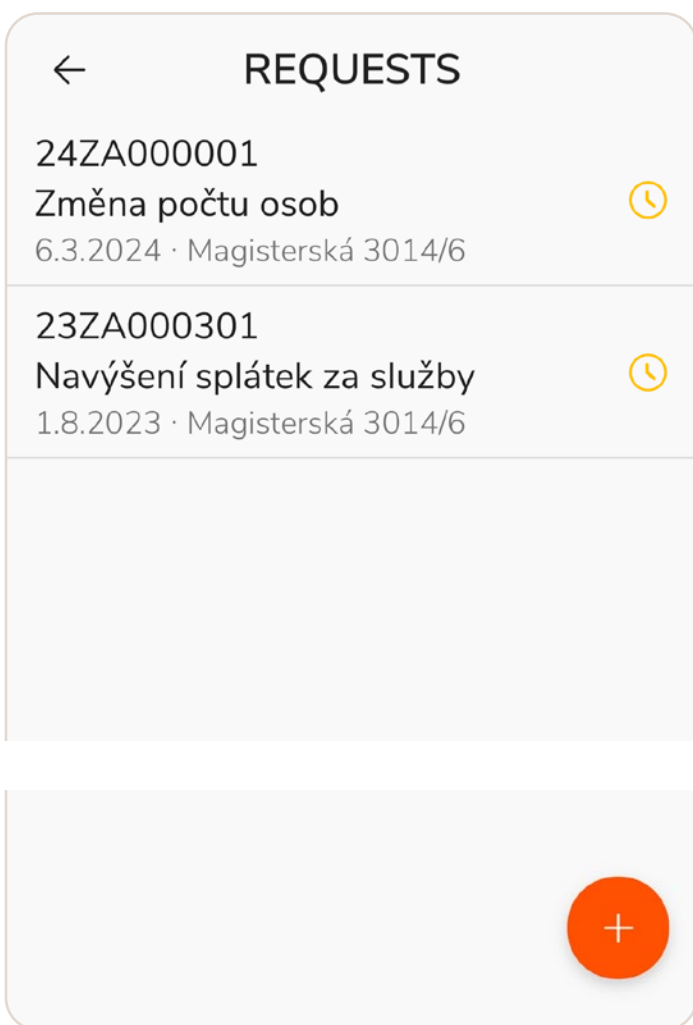 REQUESTS
24ZA000001
Změna počtu osob
6.3.2024 · Magisterská 3014/6
23ZA000301
Navýšení splátek za služby
1.8.2023 · Magisterská 3014/6